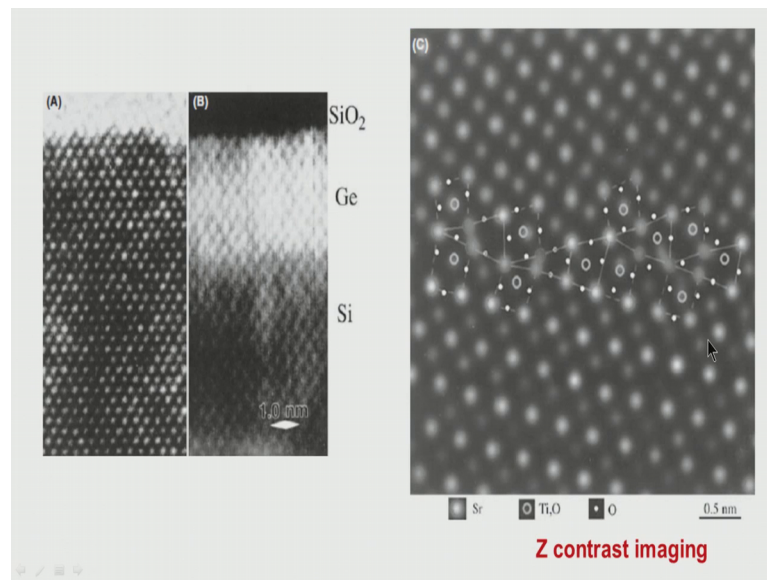 (A)
(B)
SiO₂
Ge
Si
1.0 nm
(C)
Sr
Ti,O
O
0.5 nm
Z contrast imaging